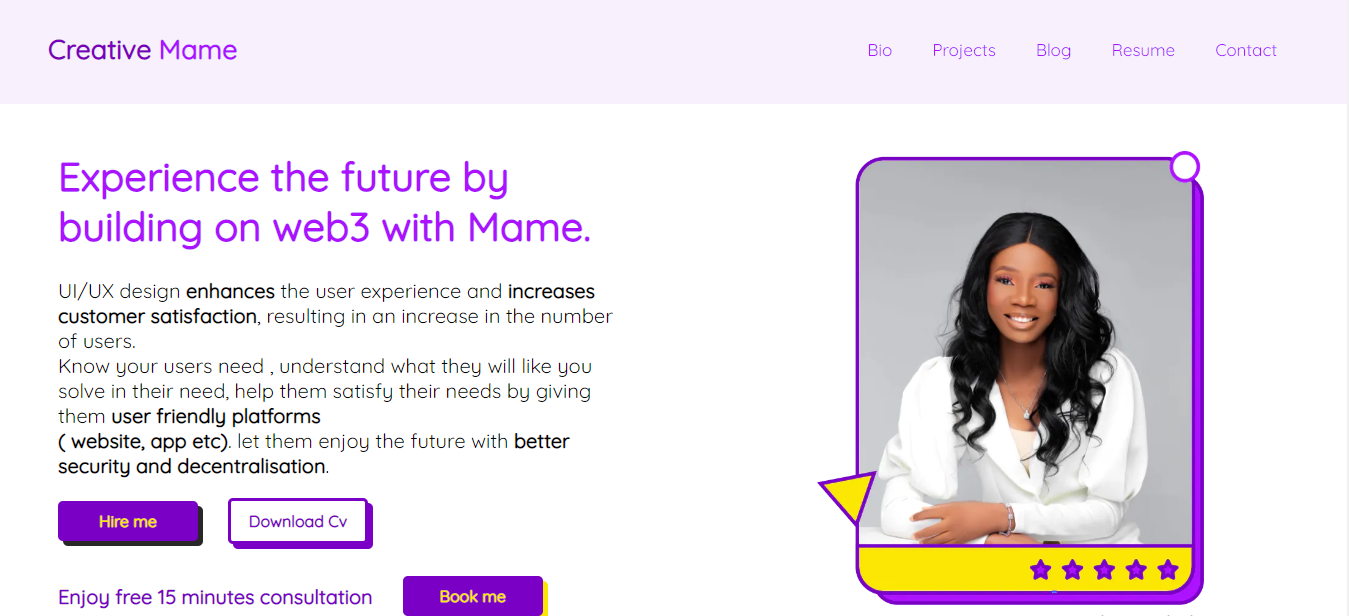 Creative Mame
Bio Projects Blog Resume Contact
Experience the future by
building on web3 with Mame.
UI/UX design enhances the user experience and increases
customer satisfaction, resulting in an increase in the number
of users.
Know your users need , understand what they will like you
solve in their need, help them satisfy their needs by giving
them user friendly platforms
( website, app etc). let them enjoy the future with better
security and decentralisation.
Hire me
Download Cv
Enjoy free 15 minutes consultation
Book me